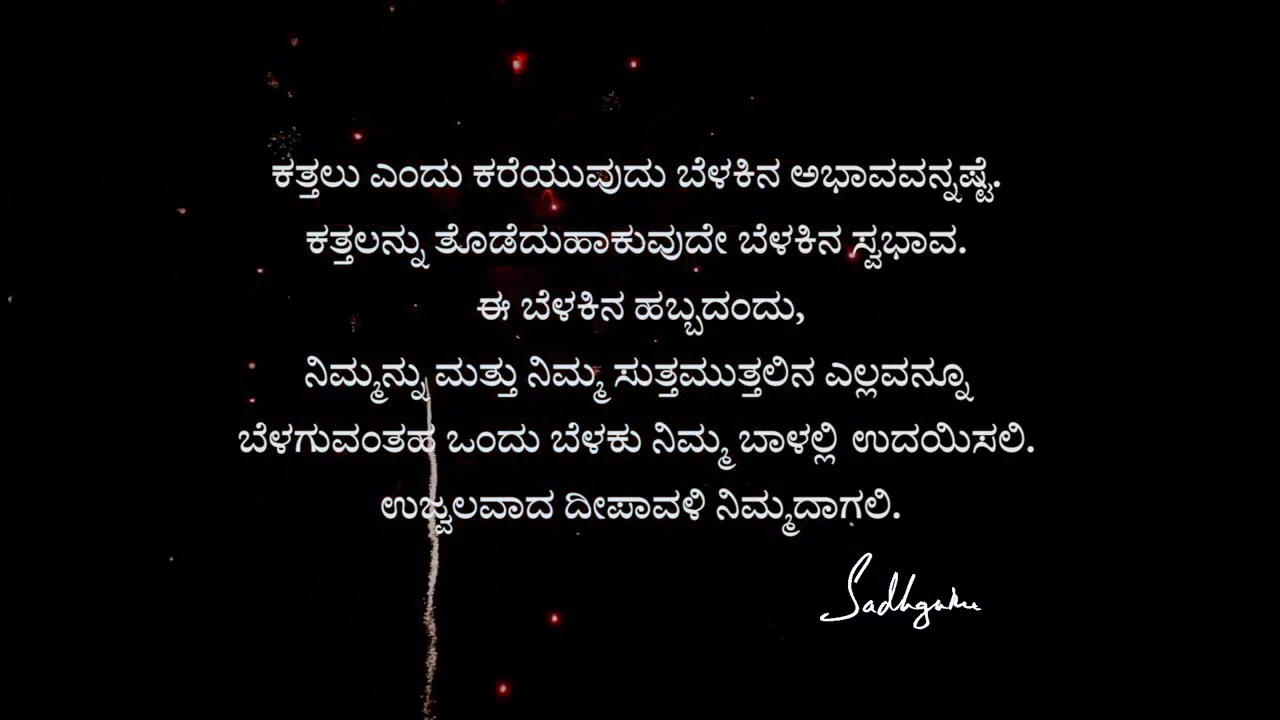 ಕತ್ತಲು ಎಂದು ಕರೆಯುವುದು ಬೆಳಕಿನ ಅಭಾವವನ್ನಷ್ಟೆ.
ಕತ್ತಲನ್ನು ತೊಡೆದುಹಾಕುವುದೇ ಬೆಳಕಿನ ಸ್ವಭಾವ.
ಈ ಬೆಳಕಿನ ಹಬ್ಬದಂದು,
ನಿಮ್ಮನ್ನು ಮತ್ತು ನಿಮ್ಮ ಸುತ್ತಮುತ್ತಲಿನ ಎಲ್ಲವನ್ನೂ
ಬೆಳಗುವಂತಹ ಒಂದು ಬೆಳಕು ನಿಮ್ಮ ಬಾಳಲ್ಲಿ ಉದಯಿಸಲಿ.
ಉಜ್ವಲವಾದ ದೀಪಾವಳಿ ನಿಮ್ಮದಾಗಲಿ.
Sadhguru